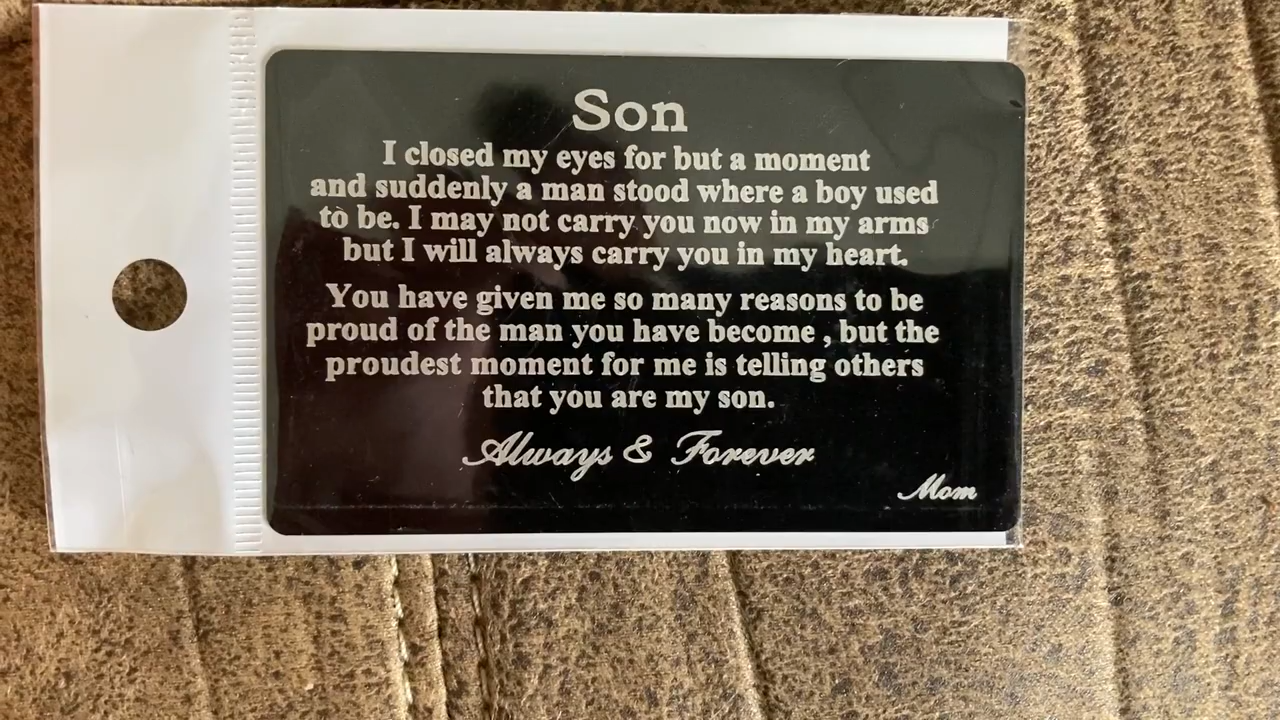 Son
I closed my eyes for but a moment
and suddenly a man stood where a boy used
to be. I may not carry you now in my arms
but I will always carry you in my heart.
You have given me so many reasons to be
proud of the man you have become , but the
proudest moment for me is telling others
that you are my son.
Always & Forever
Mom